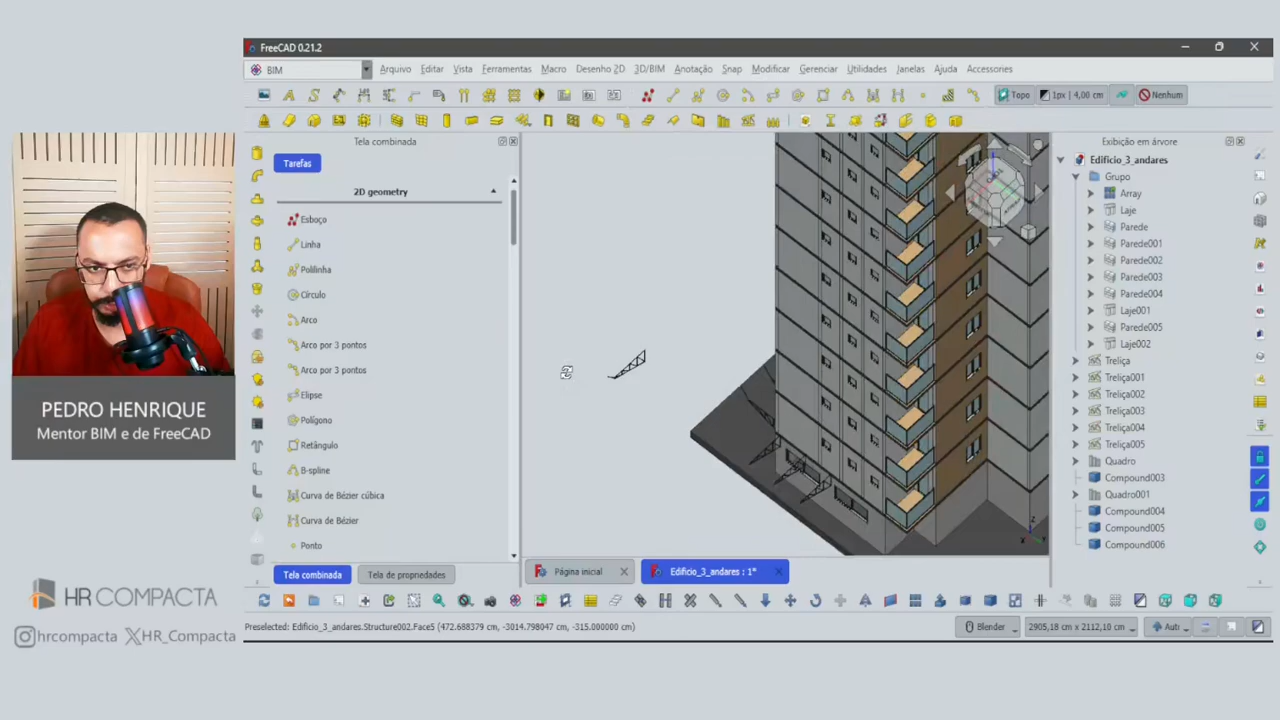 FreeCAD 0.21.2
BIM
Arquivo Editar Vista Ferramentas Macro Desenho 2D 3D/BIM Anotação Snap Modificar Gerenciar Utilidades Janelas Ajuda Accessories
Topo 1px | 4,00 cm Nenhum
Tela combinada
Tarefas
2D geometry
Esboço
Linha
Polilinha
Círculo
Arco
Arco por 3 pontos
Arco por 3 pontos
Elipse
Polígono
Retângulo
B-spline
Curva de Bézier cúbica
Curva de Bézier
Ponto
Tela combinada Tela de propriedades
Página inicial Edificio_3_andares : 1*
Exibição em árvore
Edificio_3_andares
Grupo
Array
Laje
Parede
Parede001
Parede002
Parede003
Parede004
Laje001
Parede005
Laje002
Treliça
Treliça001
Treliça002
Treliça003
Treliça004
Treliça005
Quadro
Compound003
Quadro001
Compound004
Compound005
Compound006
Z
X
Preselected: Edificio_3_andares.Structure002.Face5 (472.688379 cm, -3014.798047 cm, -315.000000 cm)
Blender 2905,18 cm x 2112,10 cm Auto
PEDRO HENRIQUE
Mentor BIM e de FreeCAD
HR COMPACTA
hrcompacta HR_Compacta